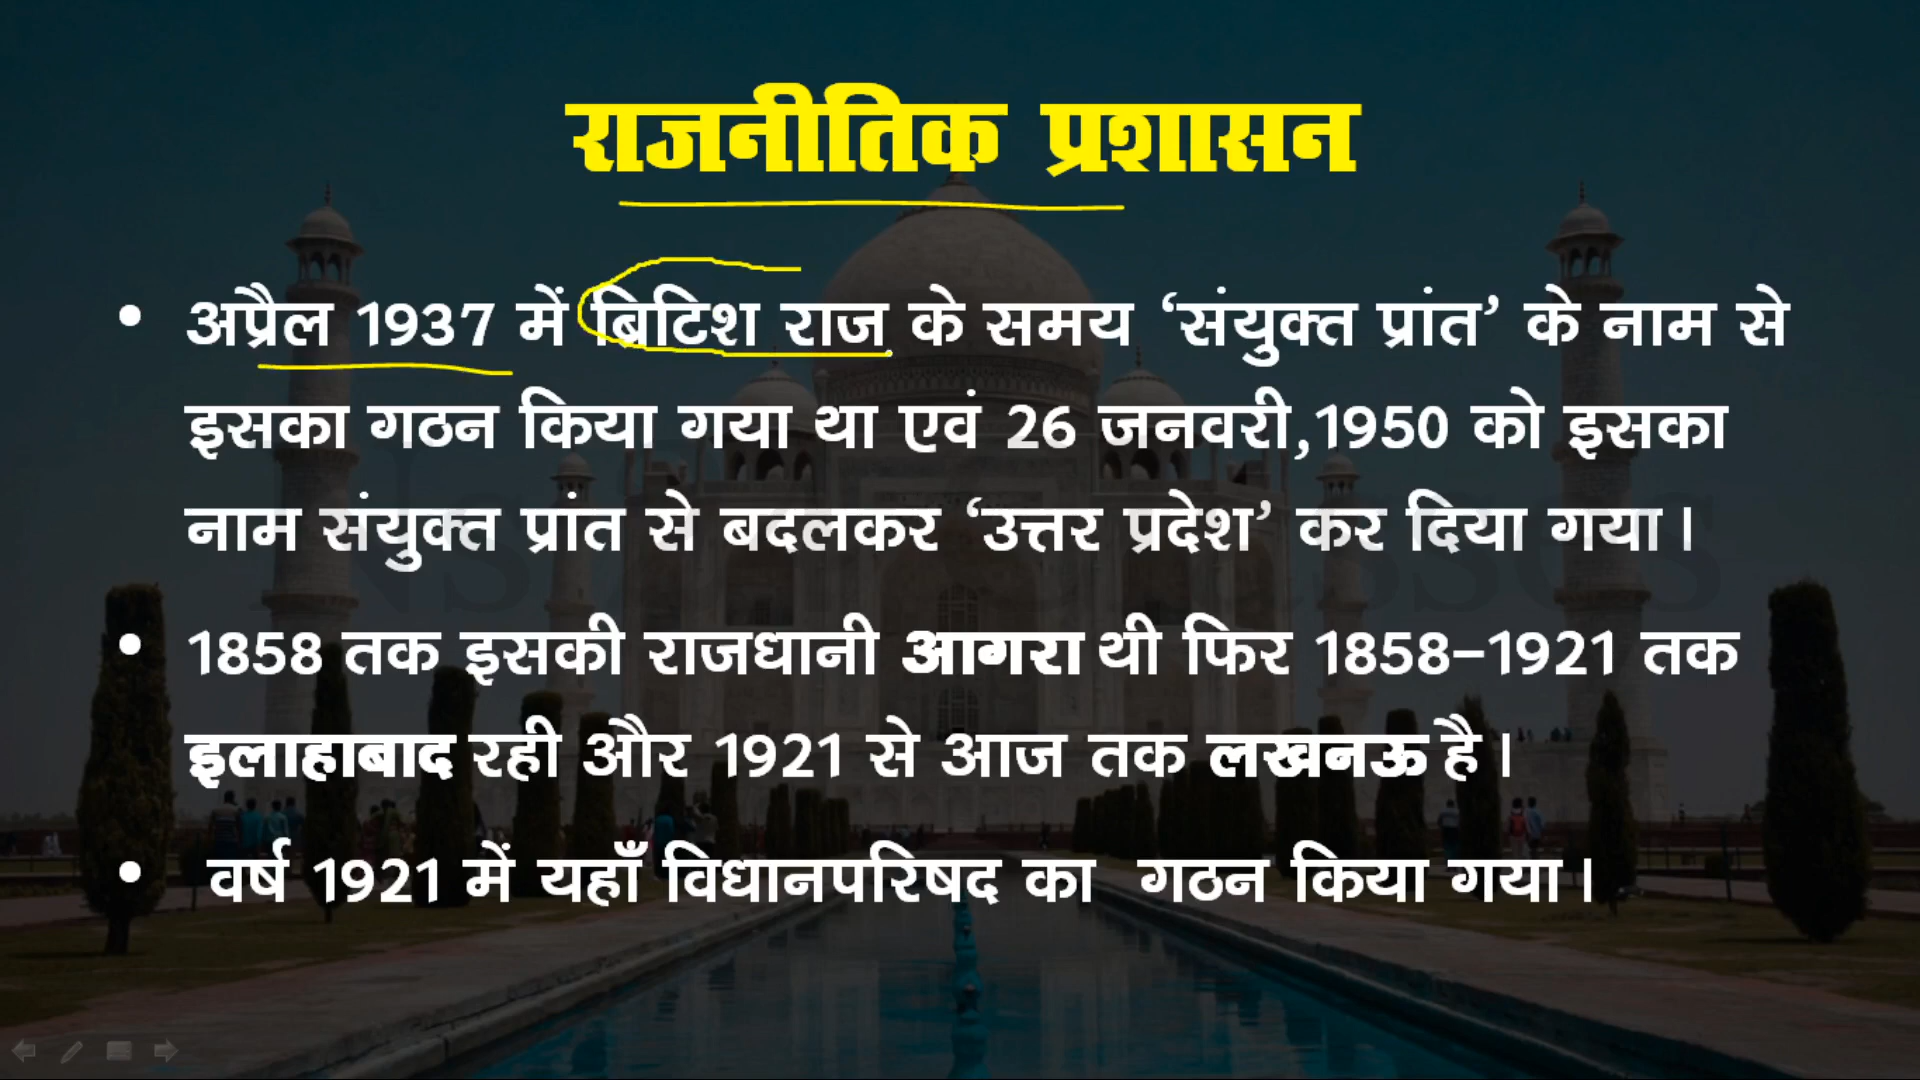 राजनीतिक प्रशासन
• अप्रैल 1937 में ब्रिटिश राज के समय ‘संयुक्त प्रांत’ के नाम से
इसका गठन किया गया था एवं 26 जनवरी,1950 को इसका
नाम संयुक्त प्रांत से बदलकर ‘उत्तर प्रदेश’ कर दिया गया।
• 1858 तक इसकी राजधानी आगरा थी फिर 1858–1921 तक
इलाहाबाद रही और 1921 से आज तक लखनऊ है।
• वर्ष 1921 में यहाँ विधानपरिषद का गठन किया गया।